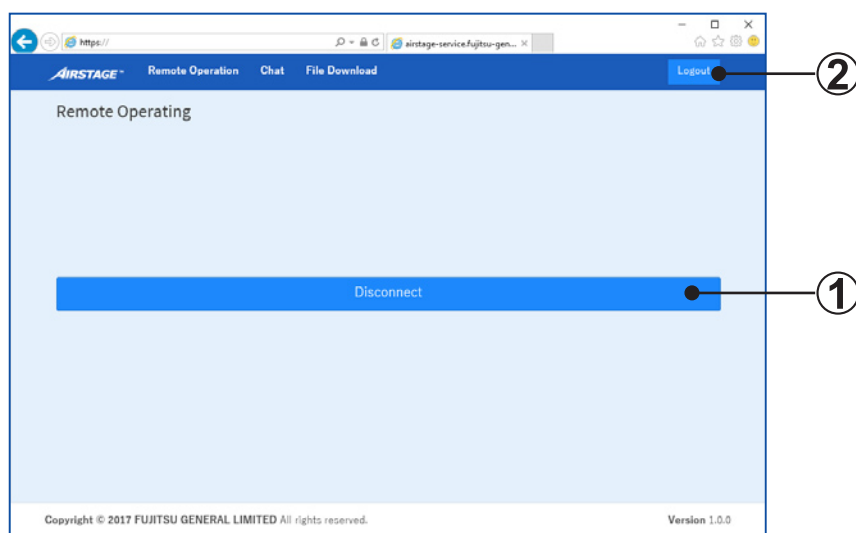 https://
airstage-service.fujitsu-gen...
AIRSTAGE™ Remote Operation Chat File Download Logout
2
Remote Operating
Disconnect
1
Copyright © 2017 FUJITSU GENERAL LIMITED All rights reserved. Version 1.0.0